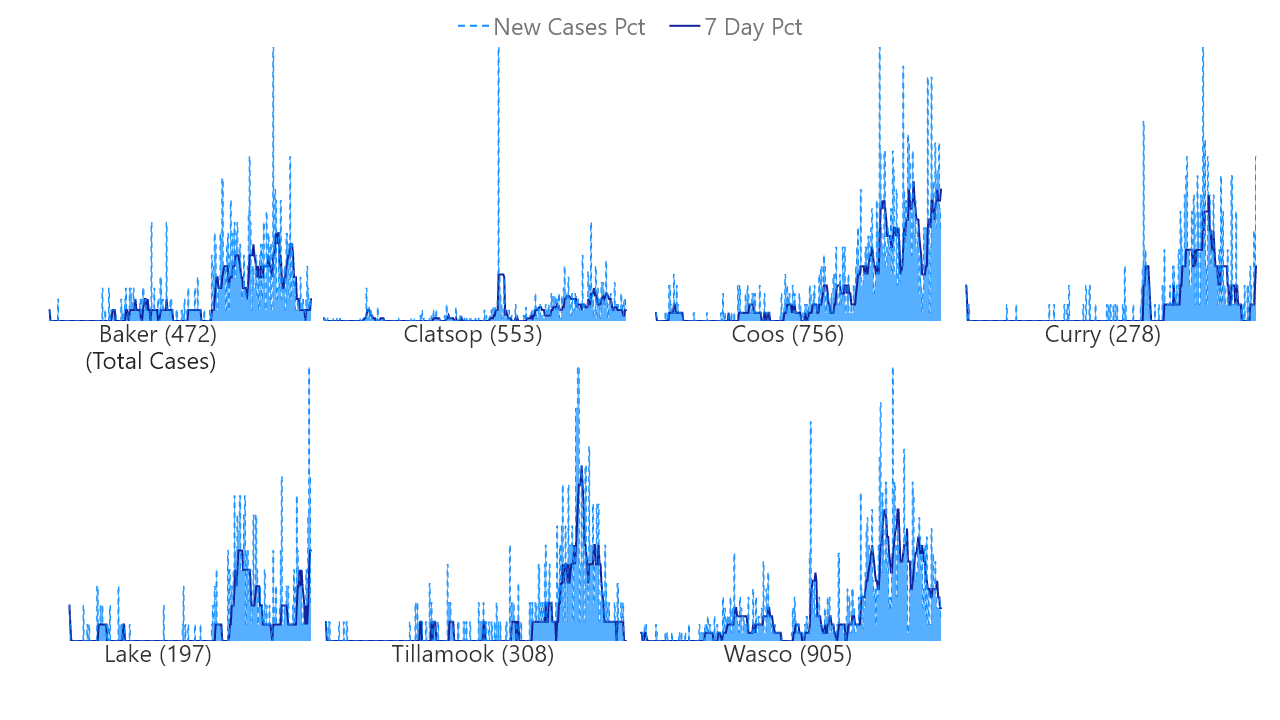 New Cases Pct 7 Day Pct
Baker (472) Clatsop (553) Coos (756) Curry (278)
(Total Cases)
Lake (197) Tillamook (308) Wasco (905)